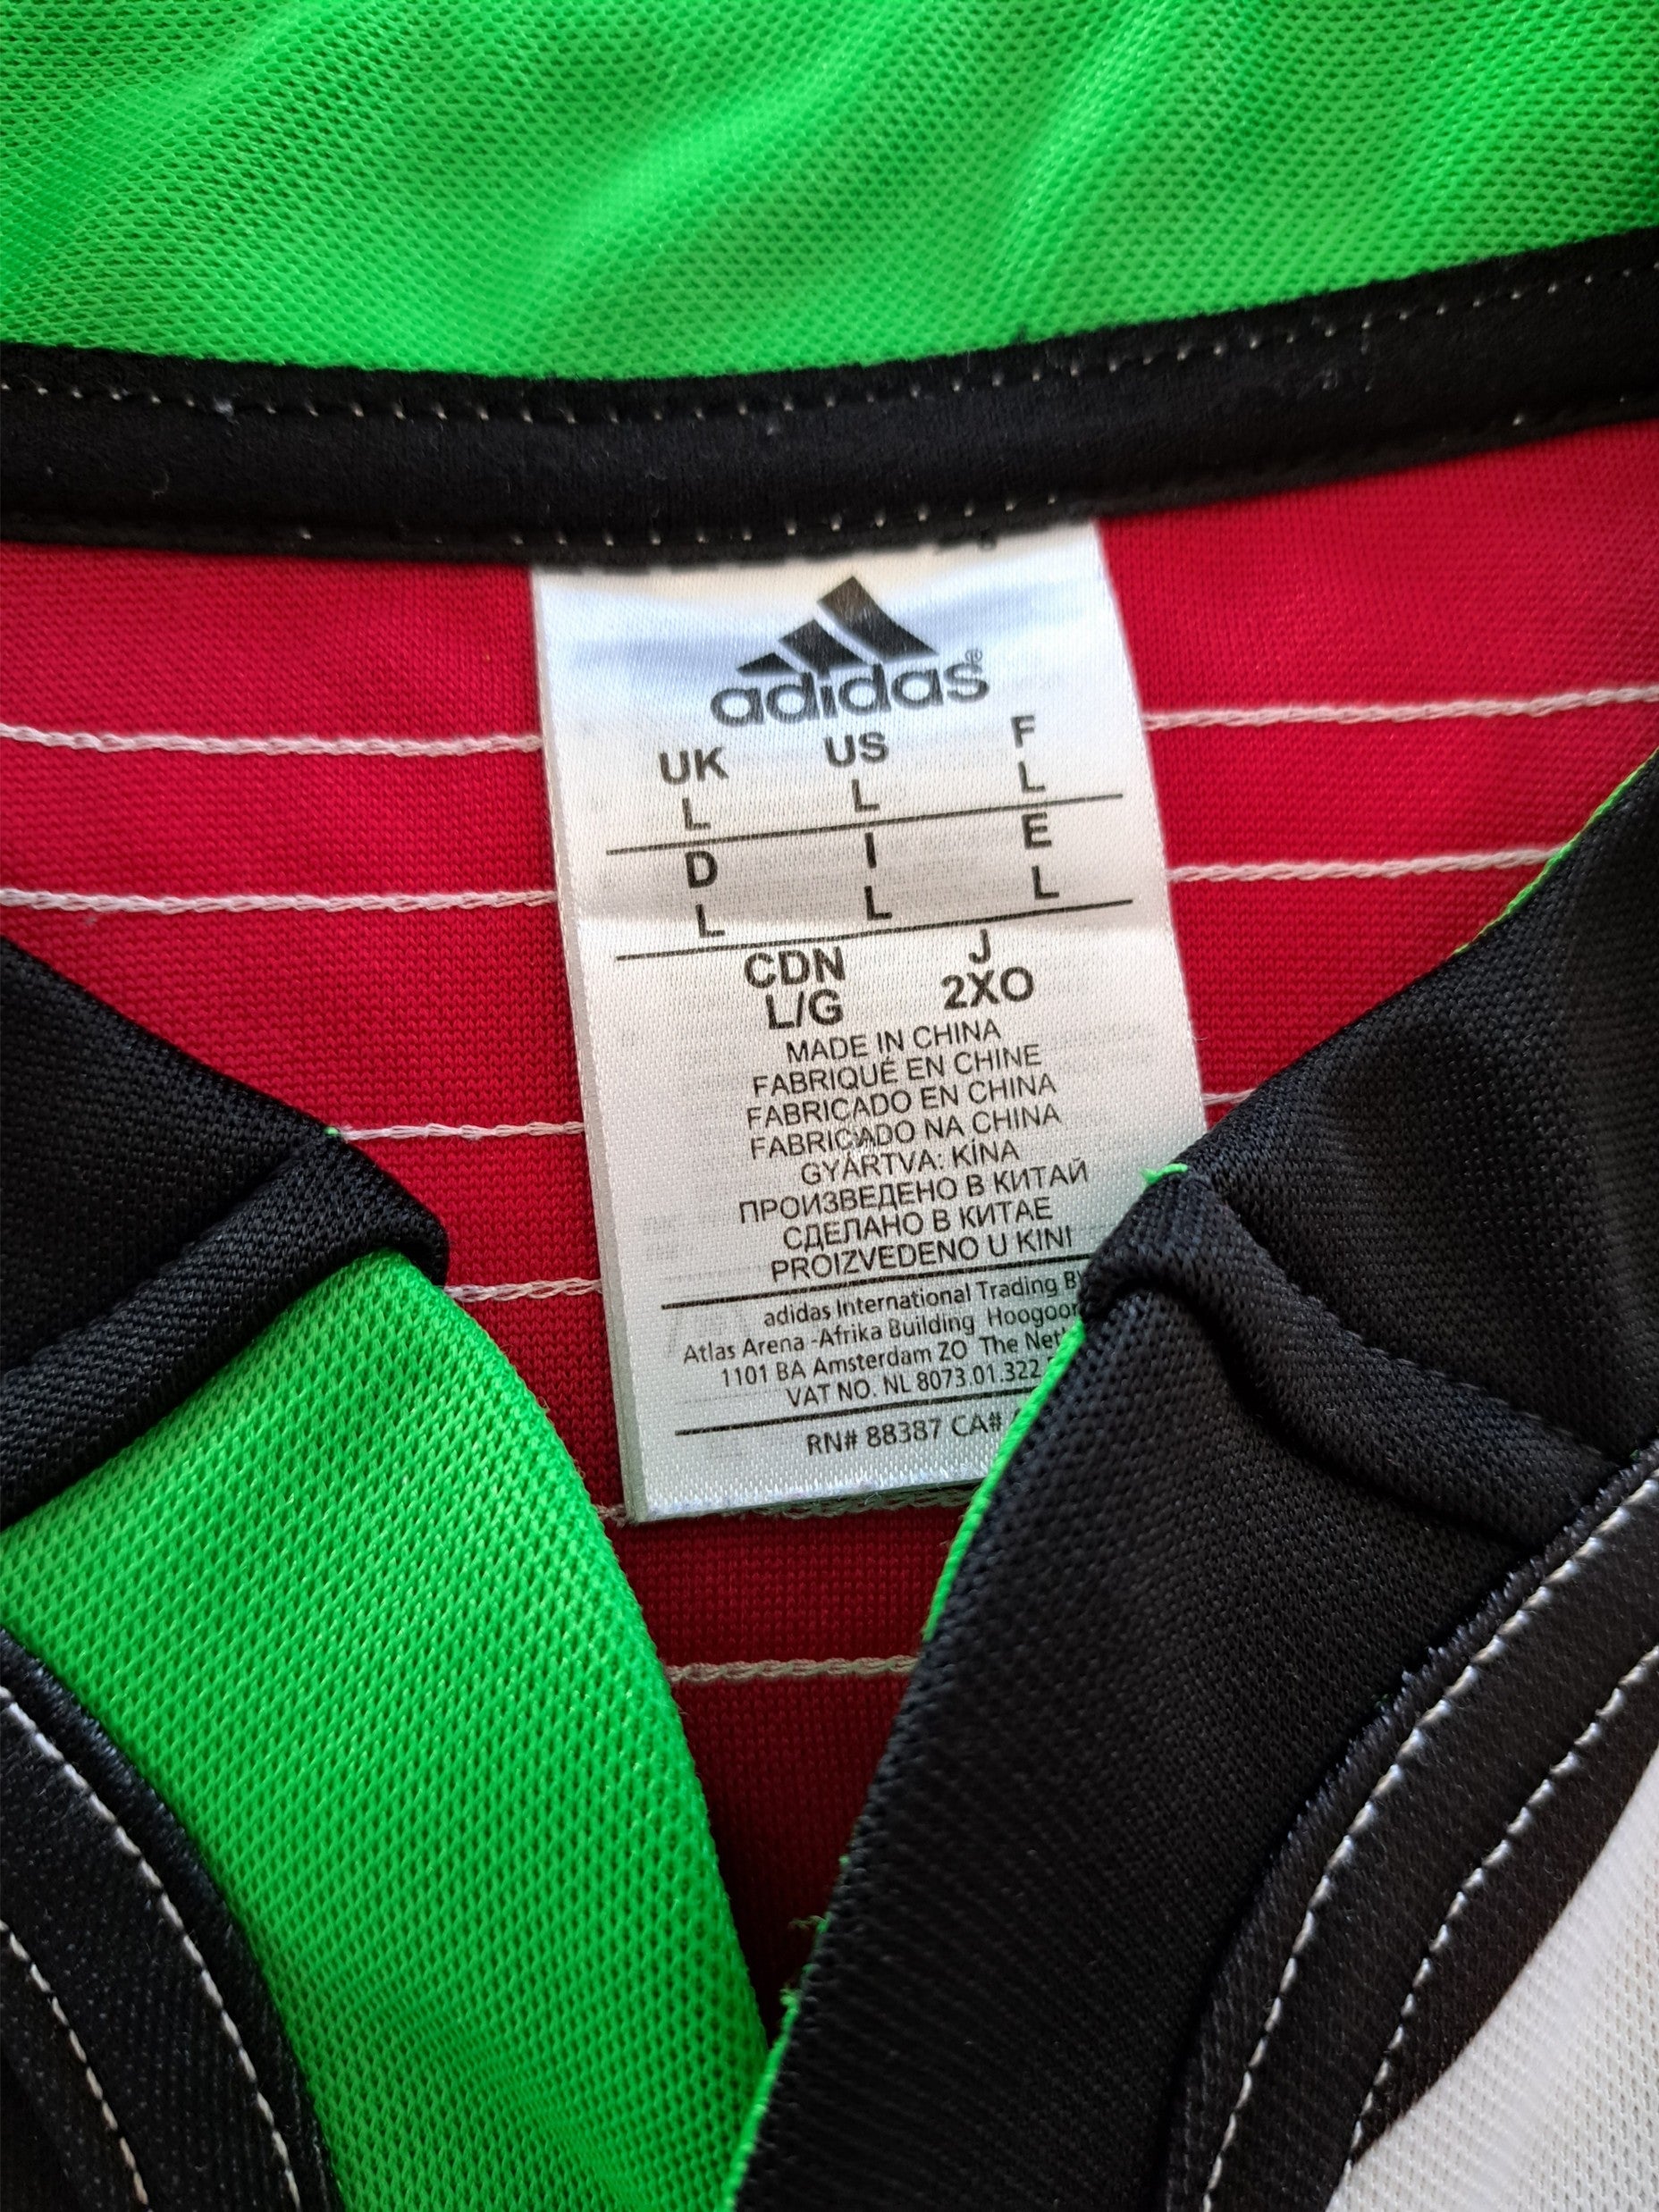 adidas®
UK US F
L L L
D I E
L L L
CDN J
L/G 2XO
MADE IN CHINA
FABRIQUÉ EN CHINE
FABRICADO EN CHINA
FABRICADO NA CHINA
GYÁRTVA: KÍNA
ПРОИЗВЕДЕНО В КИТАЙ
СДЕЛАНО В КИТАЕ
PROIZVEDENO U KINI
adidas International Trading
Atlas Arena -Afrika Building
1101 BA Amsterdam ZO The
VAT NO. NL 8073.01.322
RN# 88387 CA#